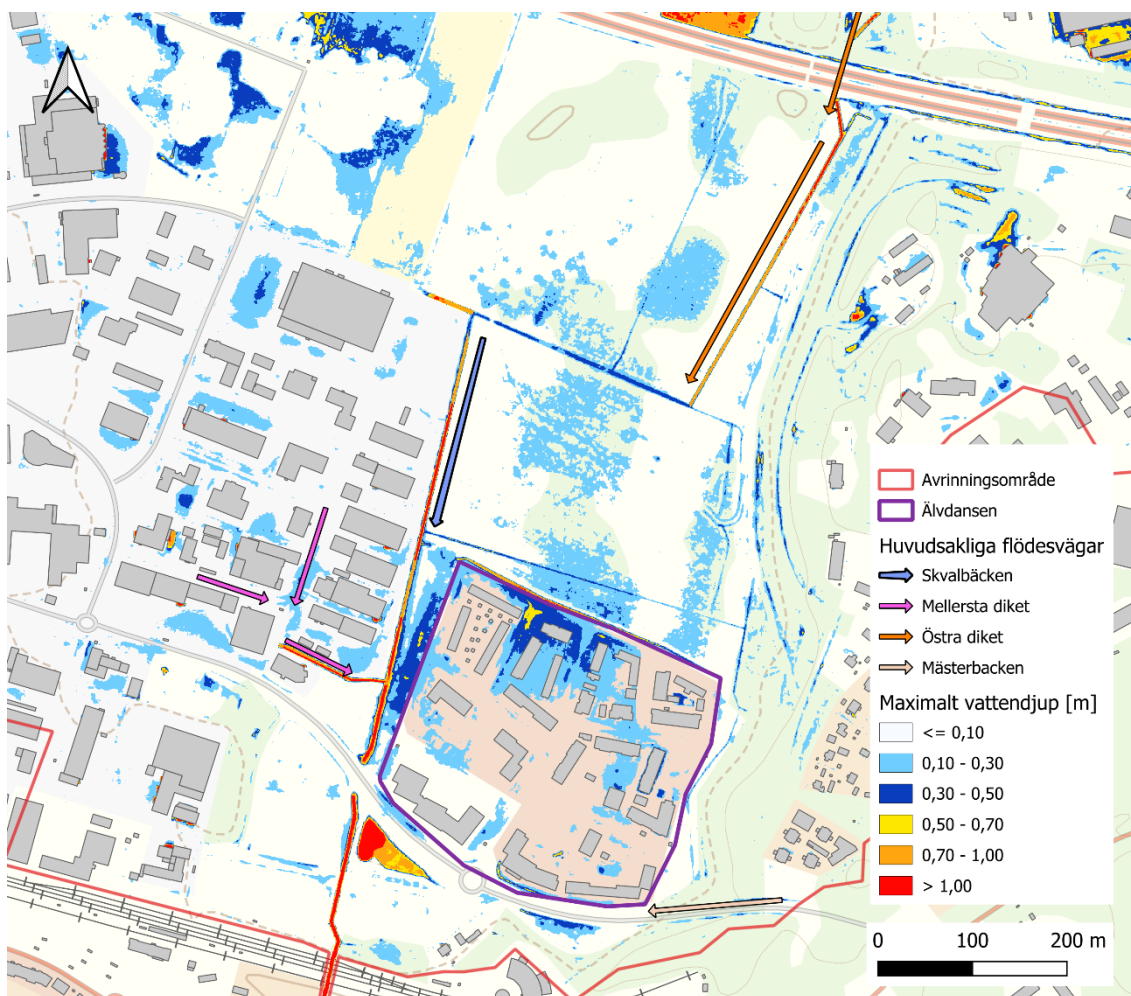 Avrinningsområde
Älvdansen
Huvudsakliga flödesvägar
Skvalbäcken
Mellersta diket
Östra diket
Mästerbacken
Maximalt vattendjup [m]
<= 0,10
0,10 - 0,30
0,30 - 0,50
0,50 - 0,70
0,70 - 1,00
> 1,00
0 100 200 m